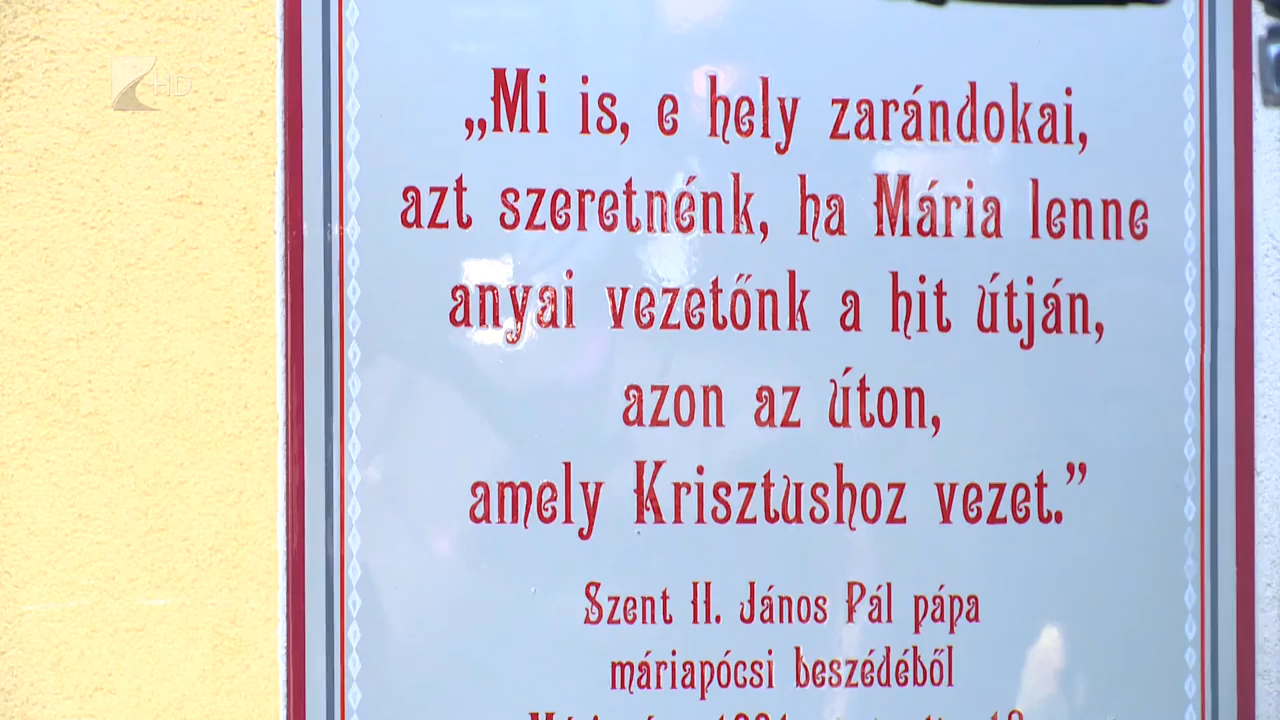 HD
„Mi is, e hely zarándokai,
azt szeretnénk, ha Mária lenne
anyai vezetőnk a hit útján,
azon az úton,
amely Krisztushoz vezet.”
Szent II. János Pál pápa
máriapócsi beszédéből